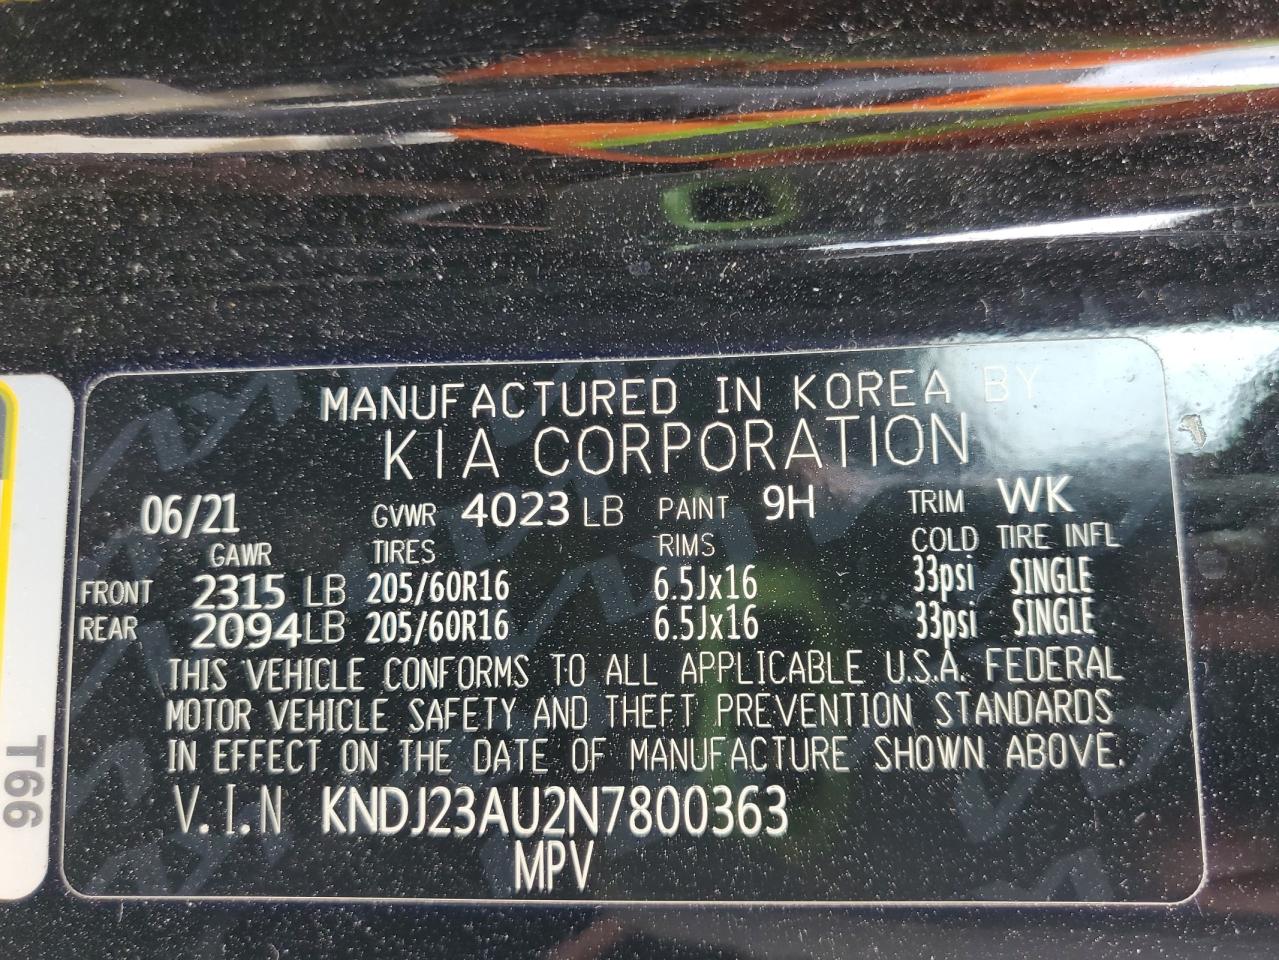 MANUFACTURED IN KOREA BY
KIA CORPORATION
06/21 GVWR 4023 LB PAINT 9H TRIM WK
GAWR TIRES RIMS COLD TIRE INFL
FRONT 2315 LB 205/60R16 6.5Jx16 33psi SINGLE
REAR 2094 LB 205/60R16 6.5Jx16 33psi SINGLE
THIS VEHICLE CONFORMS TO ALL APPLICABLE U.S.A. FEDERAL
MOTOR VEHICLE SAFETY AND THEFT PREVENTION STANDARDS
IN EFFECT ON THE DATE OF MANUFACTURE SHOWN ABOVE.
V.I.N KNDJ23AU2N7800363
MPV
T66